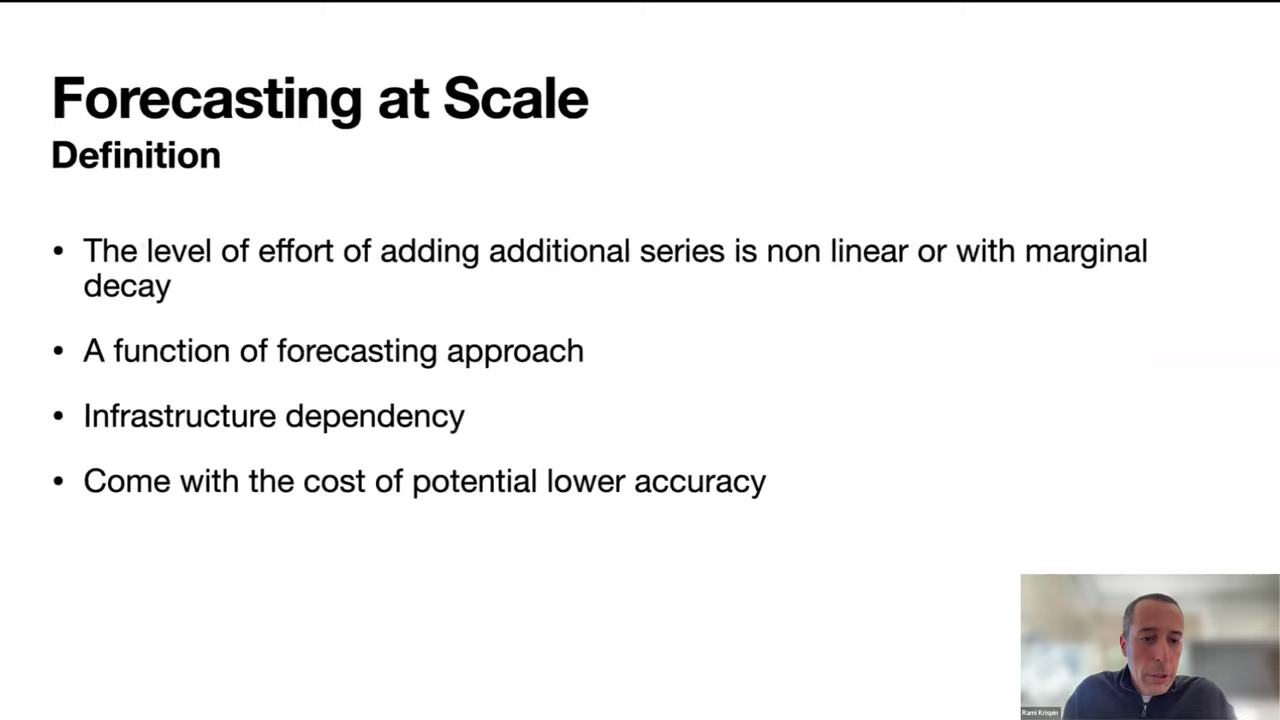 Forecasting at Scale
Definition
• The level of effort of adding additional series is non linear or with marginal
decay
• A function of forecasting approach
• Infrastructure dependency
• Come with the cost of potential lower accuracy
Rami Krispin